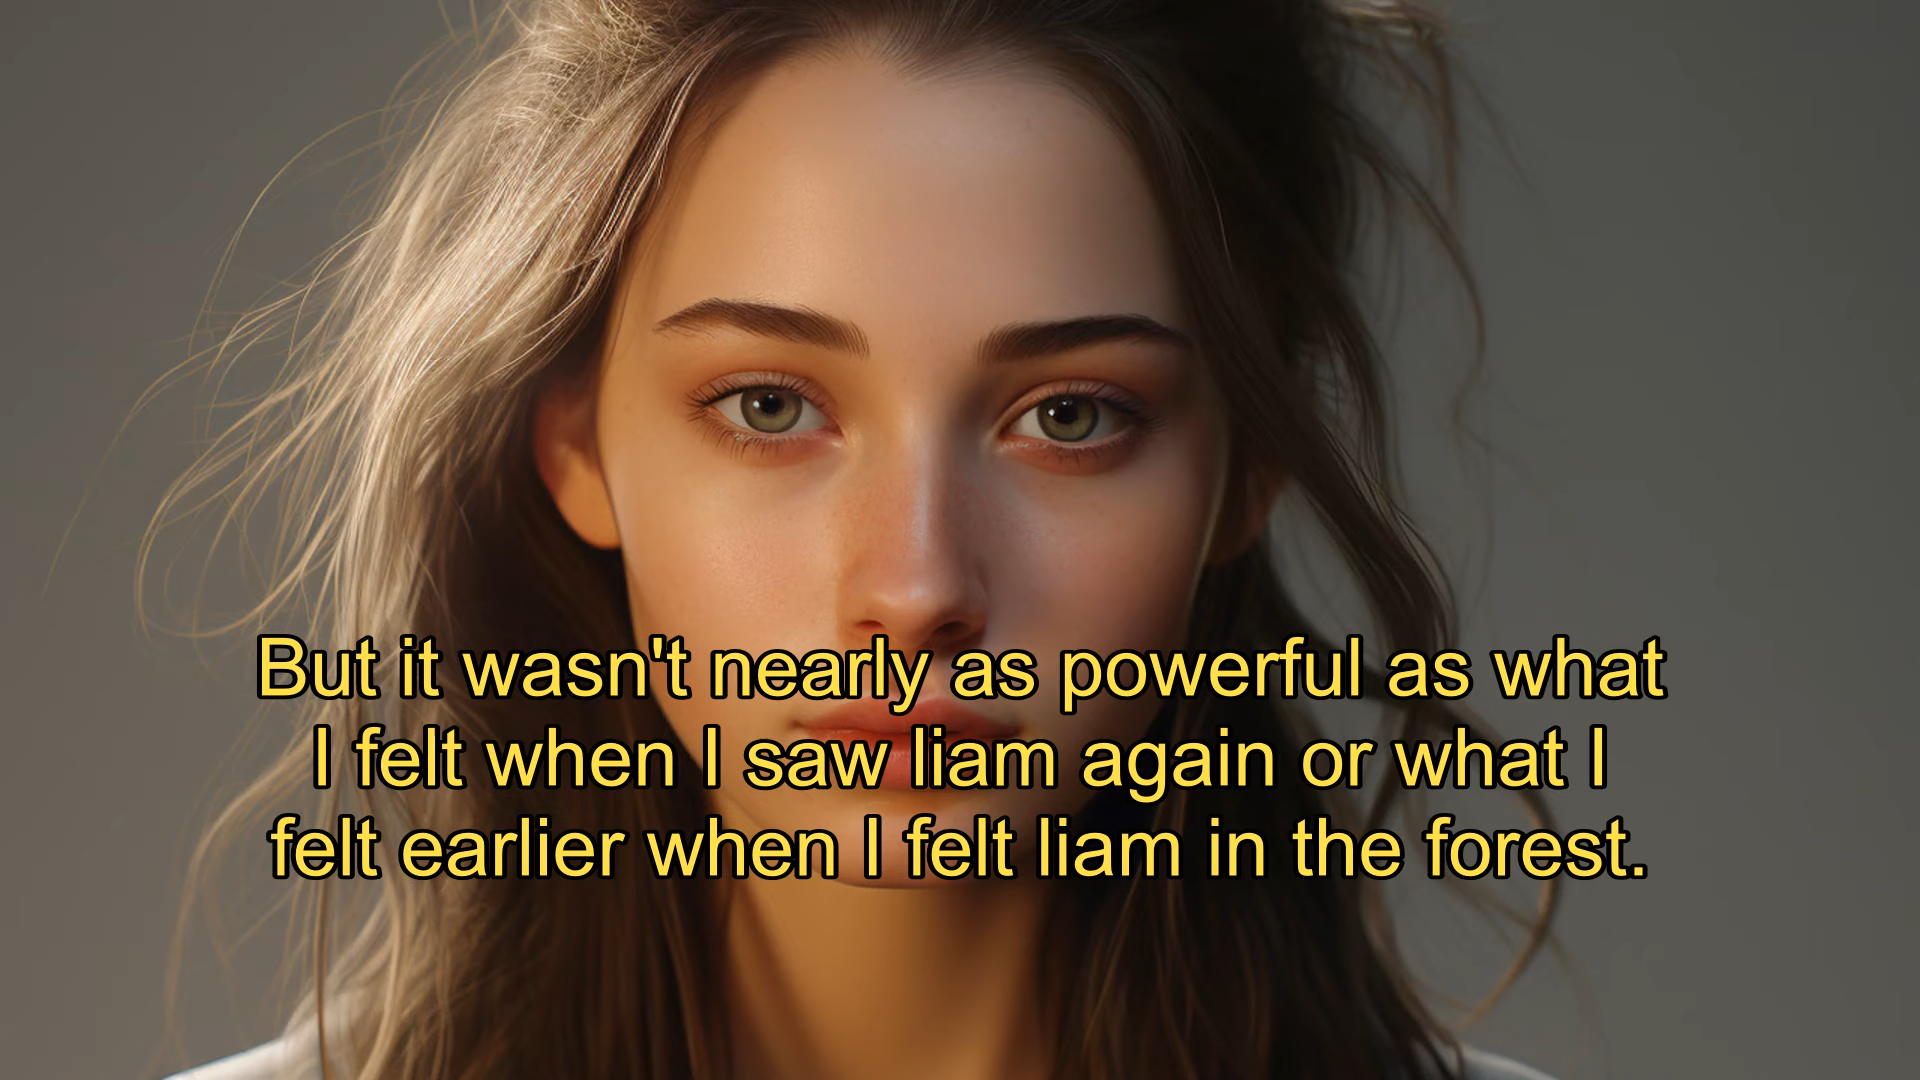 But it wasn't nearly as powerful as what
I felt when I saw liam again or what I
felt earlier when I felt liam in the forest.